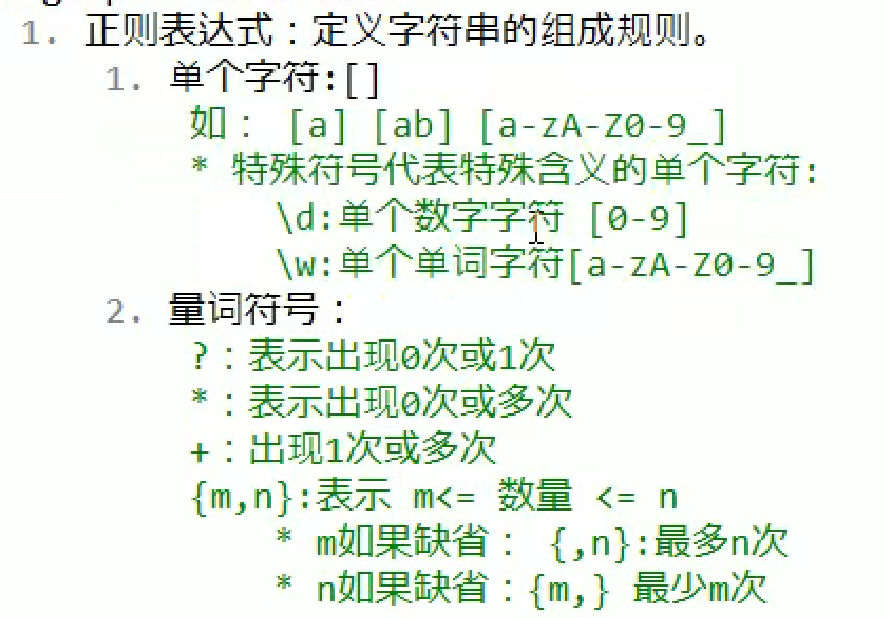 1. 正则表达式：定义字符串的组成规则。
1. 单个字符:[]
如： [a] [ab] [a-zA-Z0-9_]
* 特殊符号代表特殊含义的单个字符:
\d:单个数字字符 [0-9]
\w:单个单词字符[a-zA-Z0-9_]
2. 量词符号：
?：表示出现0次或1次
*：表示出现0次或多次
+：出现1次或多次
{m,n}:表示 m<= 数量 <= n
* m如果缺省： {,n}:最多n次
* n如果缺省：{m,} 最少m次